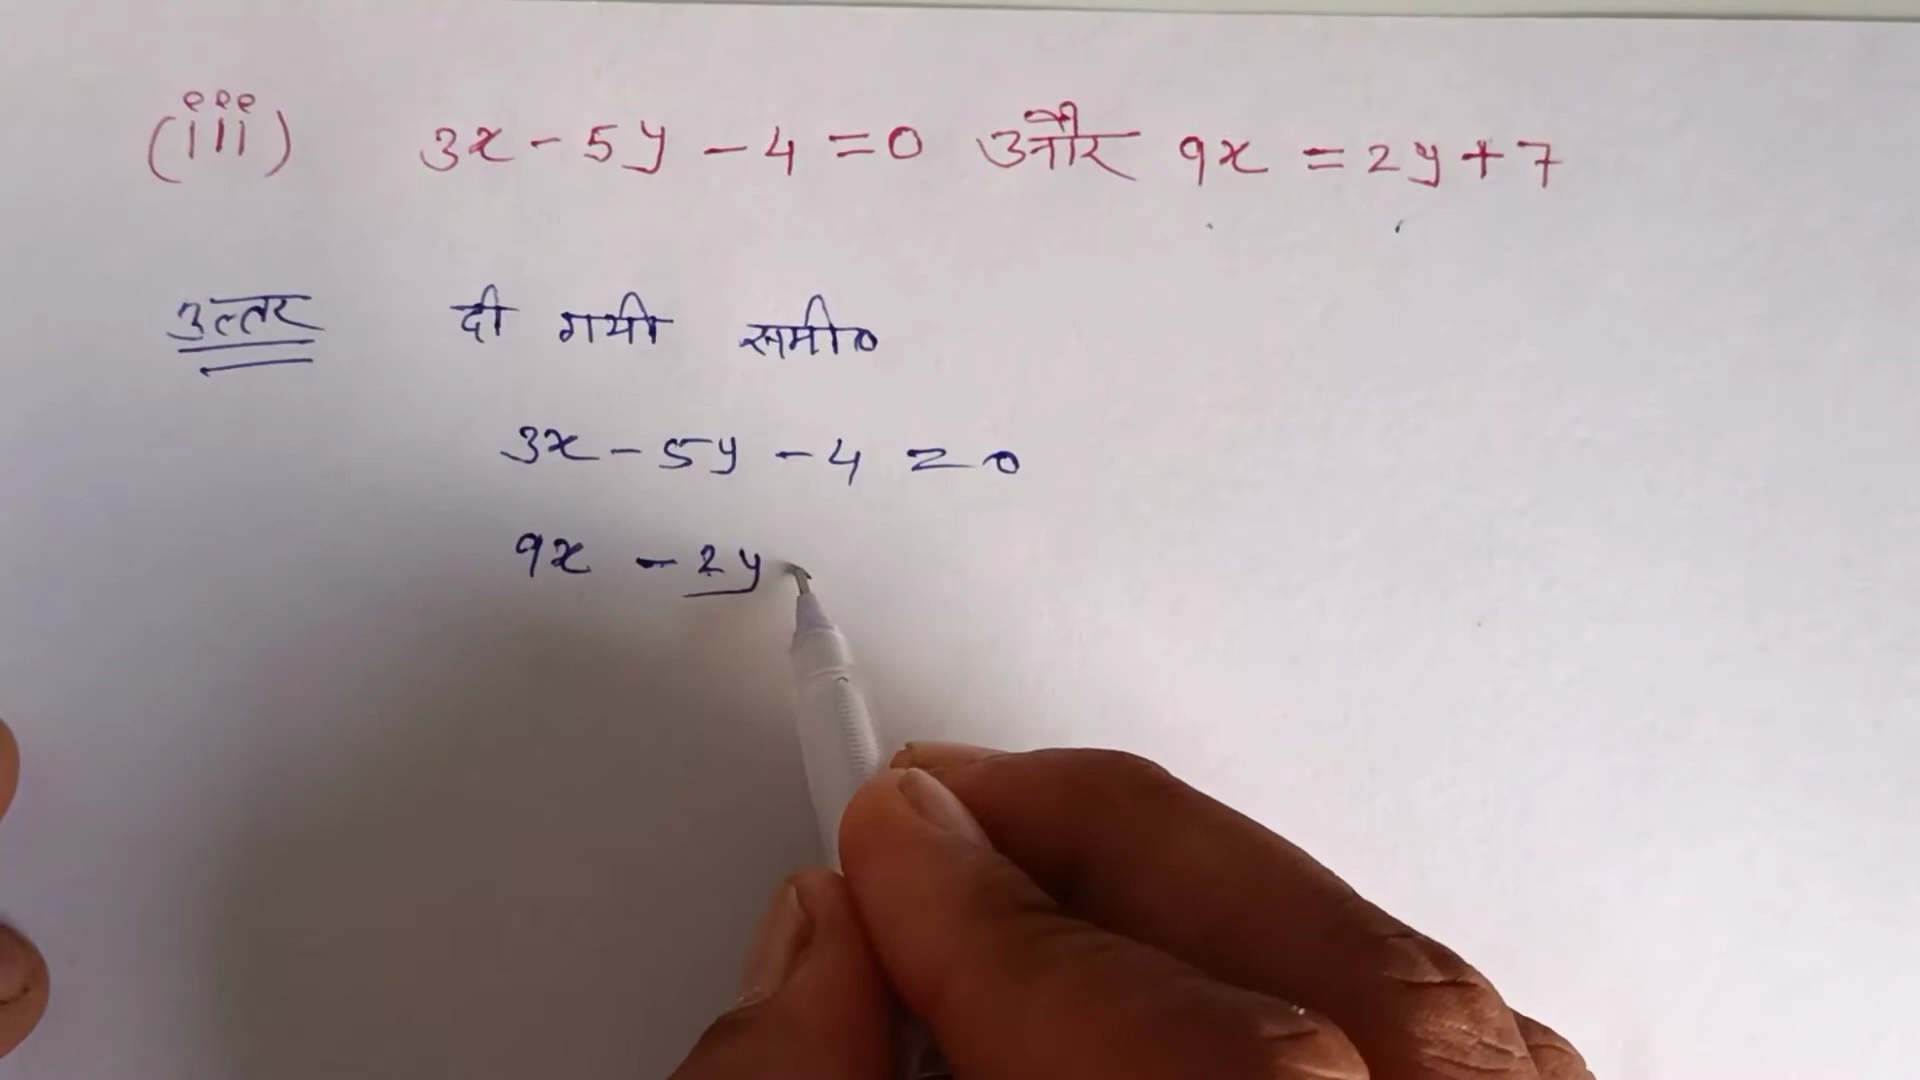 (iii) 3x - 5y - 4 = 0 और 9x = 2y + 7
उत्तर दी गयी समी०
3x - 5y - 4 = 0
9x - 2y